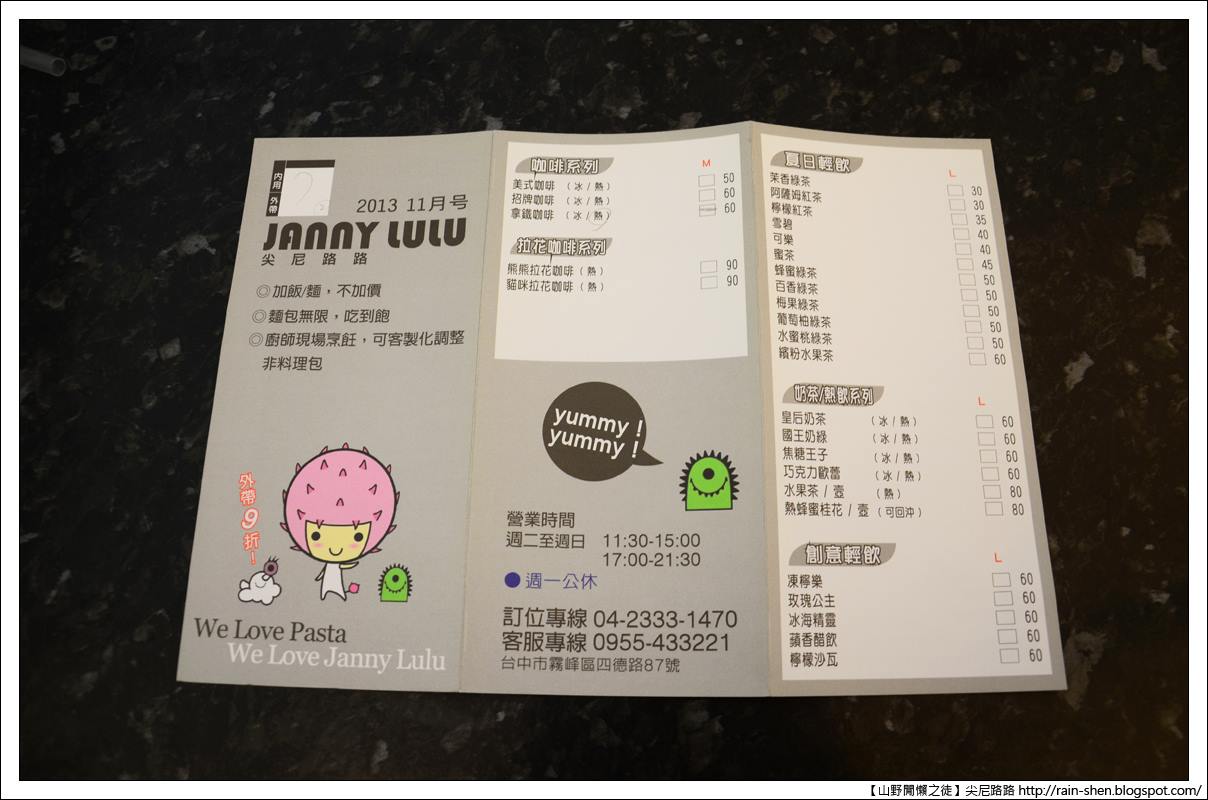 内用
外帶
2013 11月号
JANNY LULU
尖尼路路
◎加飯/麵，不加價
◎麵包無限，吃到飽
◎廚師現場烹飪，可客製化調整
非料理包
外帶9折！
We Love Pasta
We Love Janny Lulu
咖啡系列 M
美式咖啡 （冰/熱） 50
招牌咖啡 （冰/熱） 60
拿鐵咖啡 （冰/熱） 60
拉花咖啡系列
熊熊拉花咖啡（熱） 90
貓咪拉花咖啡（熱） 90
yummy !
yummy !
營業時間
週二至週日 11:30-15:00
17:00-21:30
●週一公休
訂位專線 04-2333-1470
客服專線 0955-433221
台中市霧峰區四德路87號
夏日輕飲 L
茉香綠茶 30
阿薩姆紅茶 30
檸檬紅茶 35
雪碧 40
可樂 40
蜜茶 45
蜂蜜綠茶 50
百香綠茶 50
梅果綠茶 50
葡萄柚綠茶 50
水蜜桃綠茶 50
繽粉水果茶 60
奶茶/熱飲系列 L
皇后奶茶 （冰/熱） 60
國王奶綠 （冰/熱） 60
焦糖王子 （冰/熱） 60
巧克力歐蕾 （冰/熱） 60
水果茶/壹 （熱） 80
熱蜂蜜桂花/壹（可回沖） 80
創意輕飲 L
凍檸樂 60
玫瑰公主 60
冰海精靈 60
蘋香醋飲 60
檸檬沙瓦 60
【山野閒懶之徒】尖尼路路 http://rain-shen.blogspot.com/